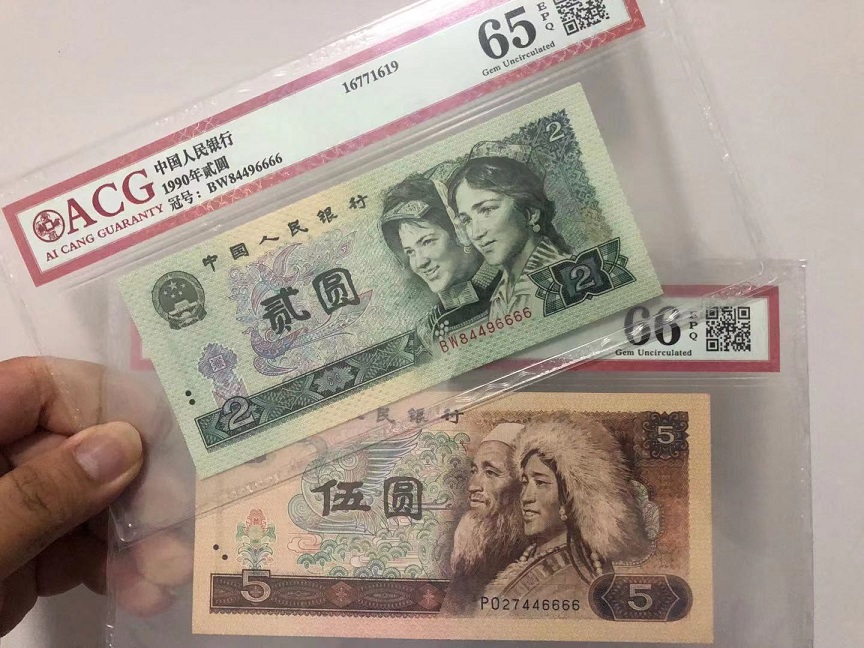 65
EPQ
Gem Uncirculated
16771619
ACG
AI CANG GUARANTY
中国人民银行
1990年贰圆
冠号：BW84496666
2
中国人民银行
贰圆
2
BW84496666
2
66
EPQ
Gem Uncirculated
人民银行
5
伍圆
5
PO27446666
5